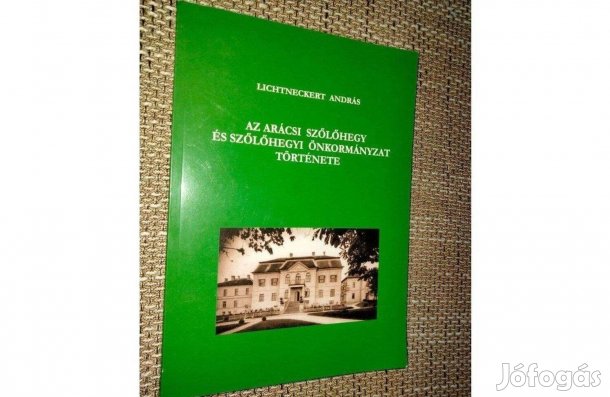 LICHTNECKERT ANDRÁS
AZ ARÁCSI SZŐLŐHEGY
ÉS SZŐLŐHEGYI ÖNKORMÁNYZAT
TÖRTÉNETE
Jófogás